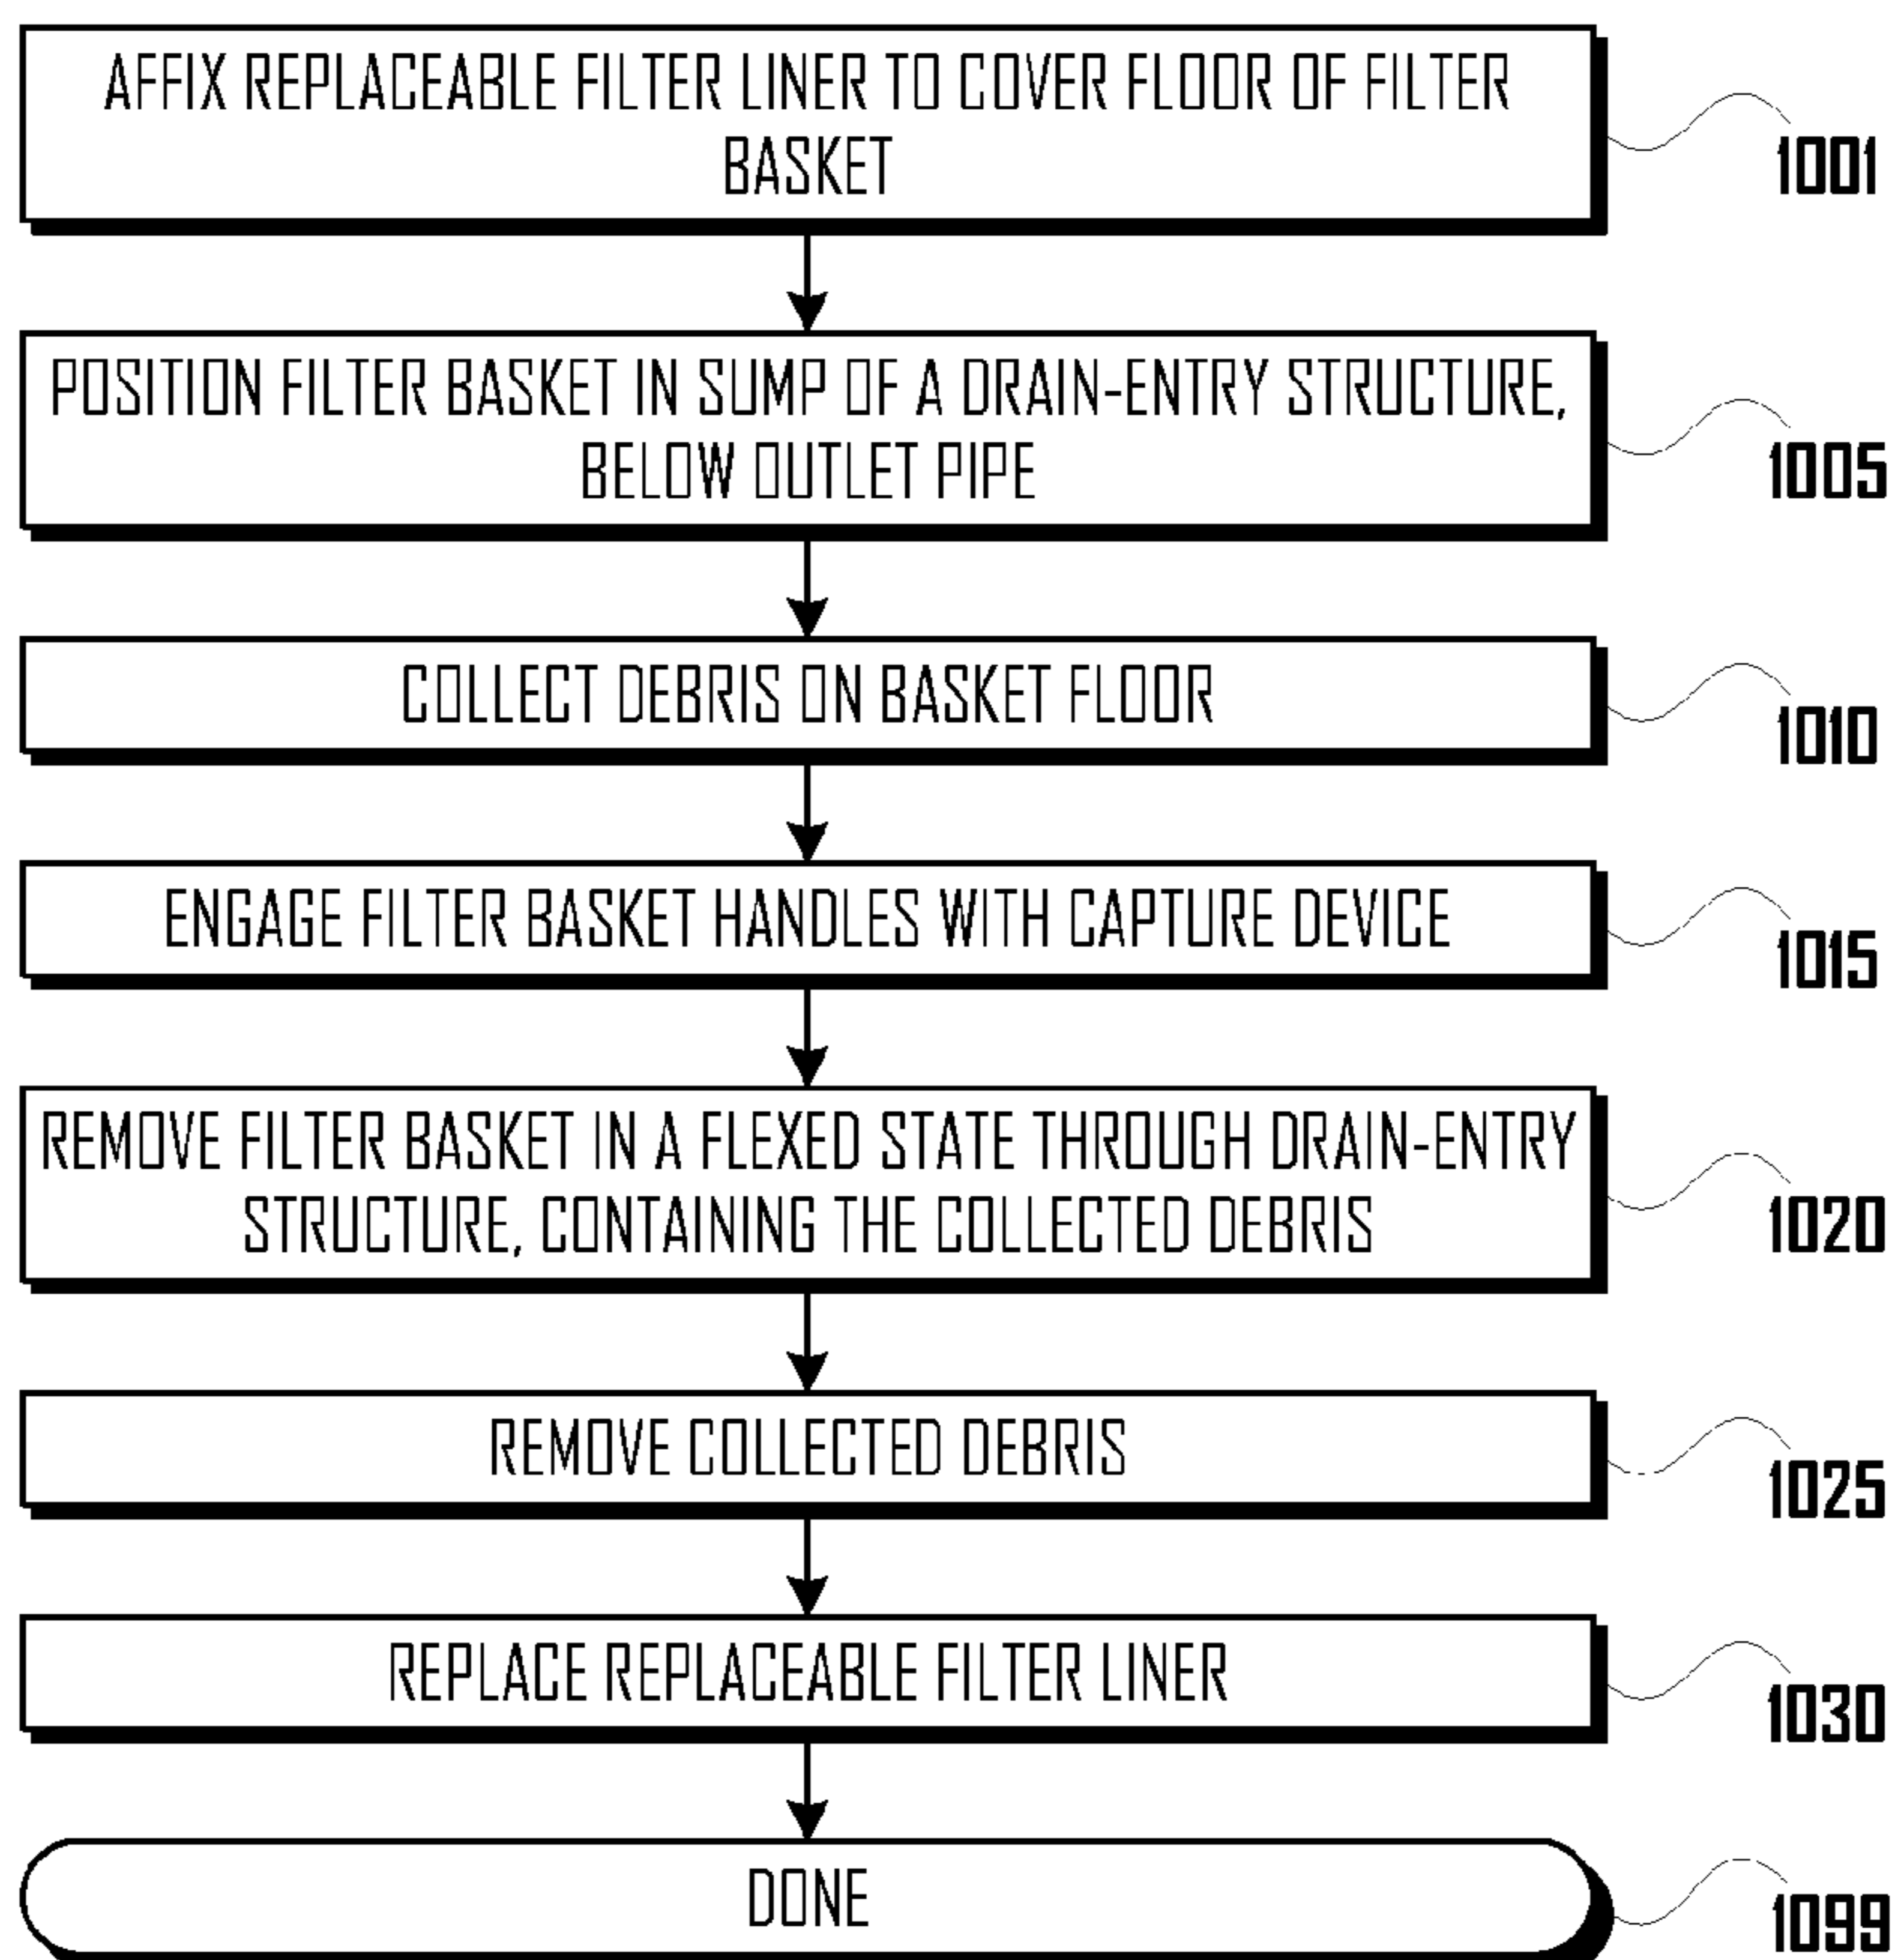 AFFIX REPLACEABLE FILTER LINER TO COVER FLOOR OF FILTER
BASKET
1001
POSITION FILTER BASKET IN SUMP OF A DRAIN-ENTRY STRUCTURE,
BELOW OUTLET PIPE
1005
COLLECT DEBRIS ON BASKET FLOOR
1010
ENGAGE FILTER BASKET HANDLES WITH CAPTURE DEVICE
1015
REMOVE FILTER BASKET IN A FLEXED STATE THROUGH DRAIN-ENTRY
STRUCTURE, CONTAINING THE COLLECTED DEBRIS
1020
REMOVE COLLECTED DEBRIS
1025
REPLACE REPLACEABLE FILTER LINER
1030
DONE
1099